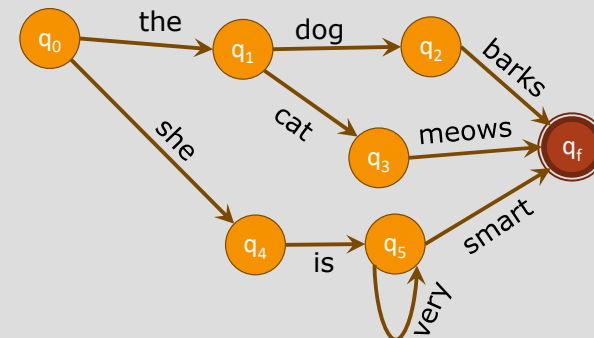 q0
the
q1
dog
q2
barks
cat
she
q3
meows
qf
q4
is
q5
smart
very